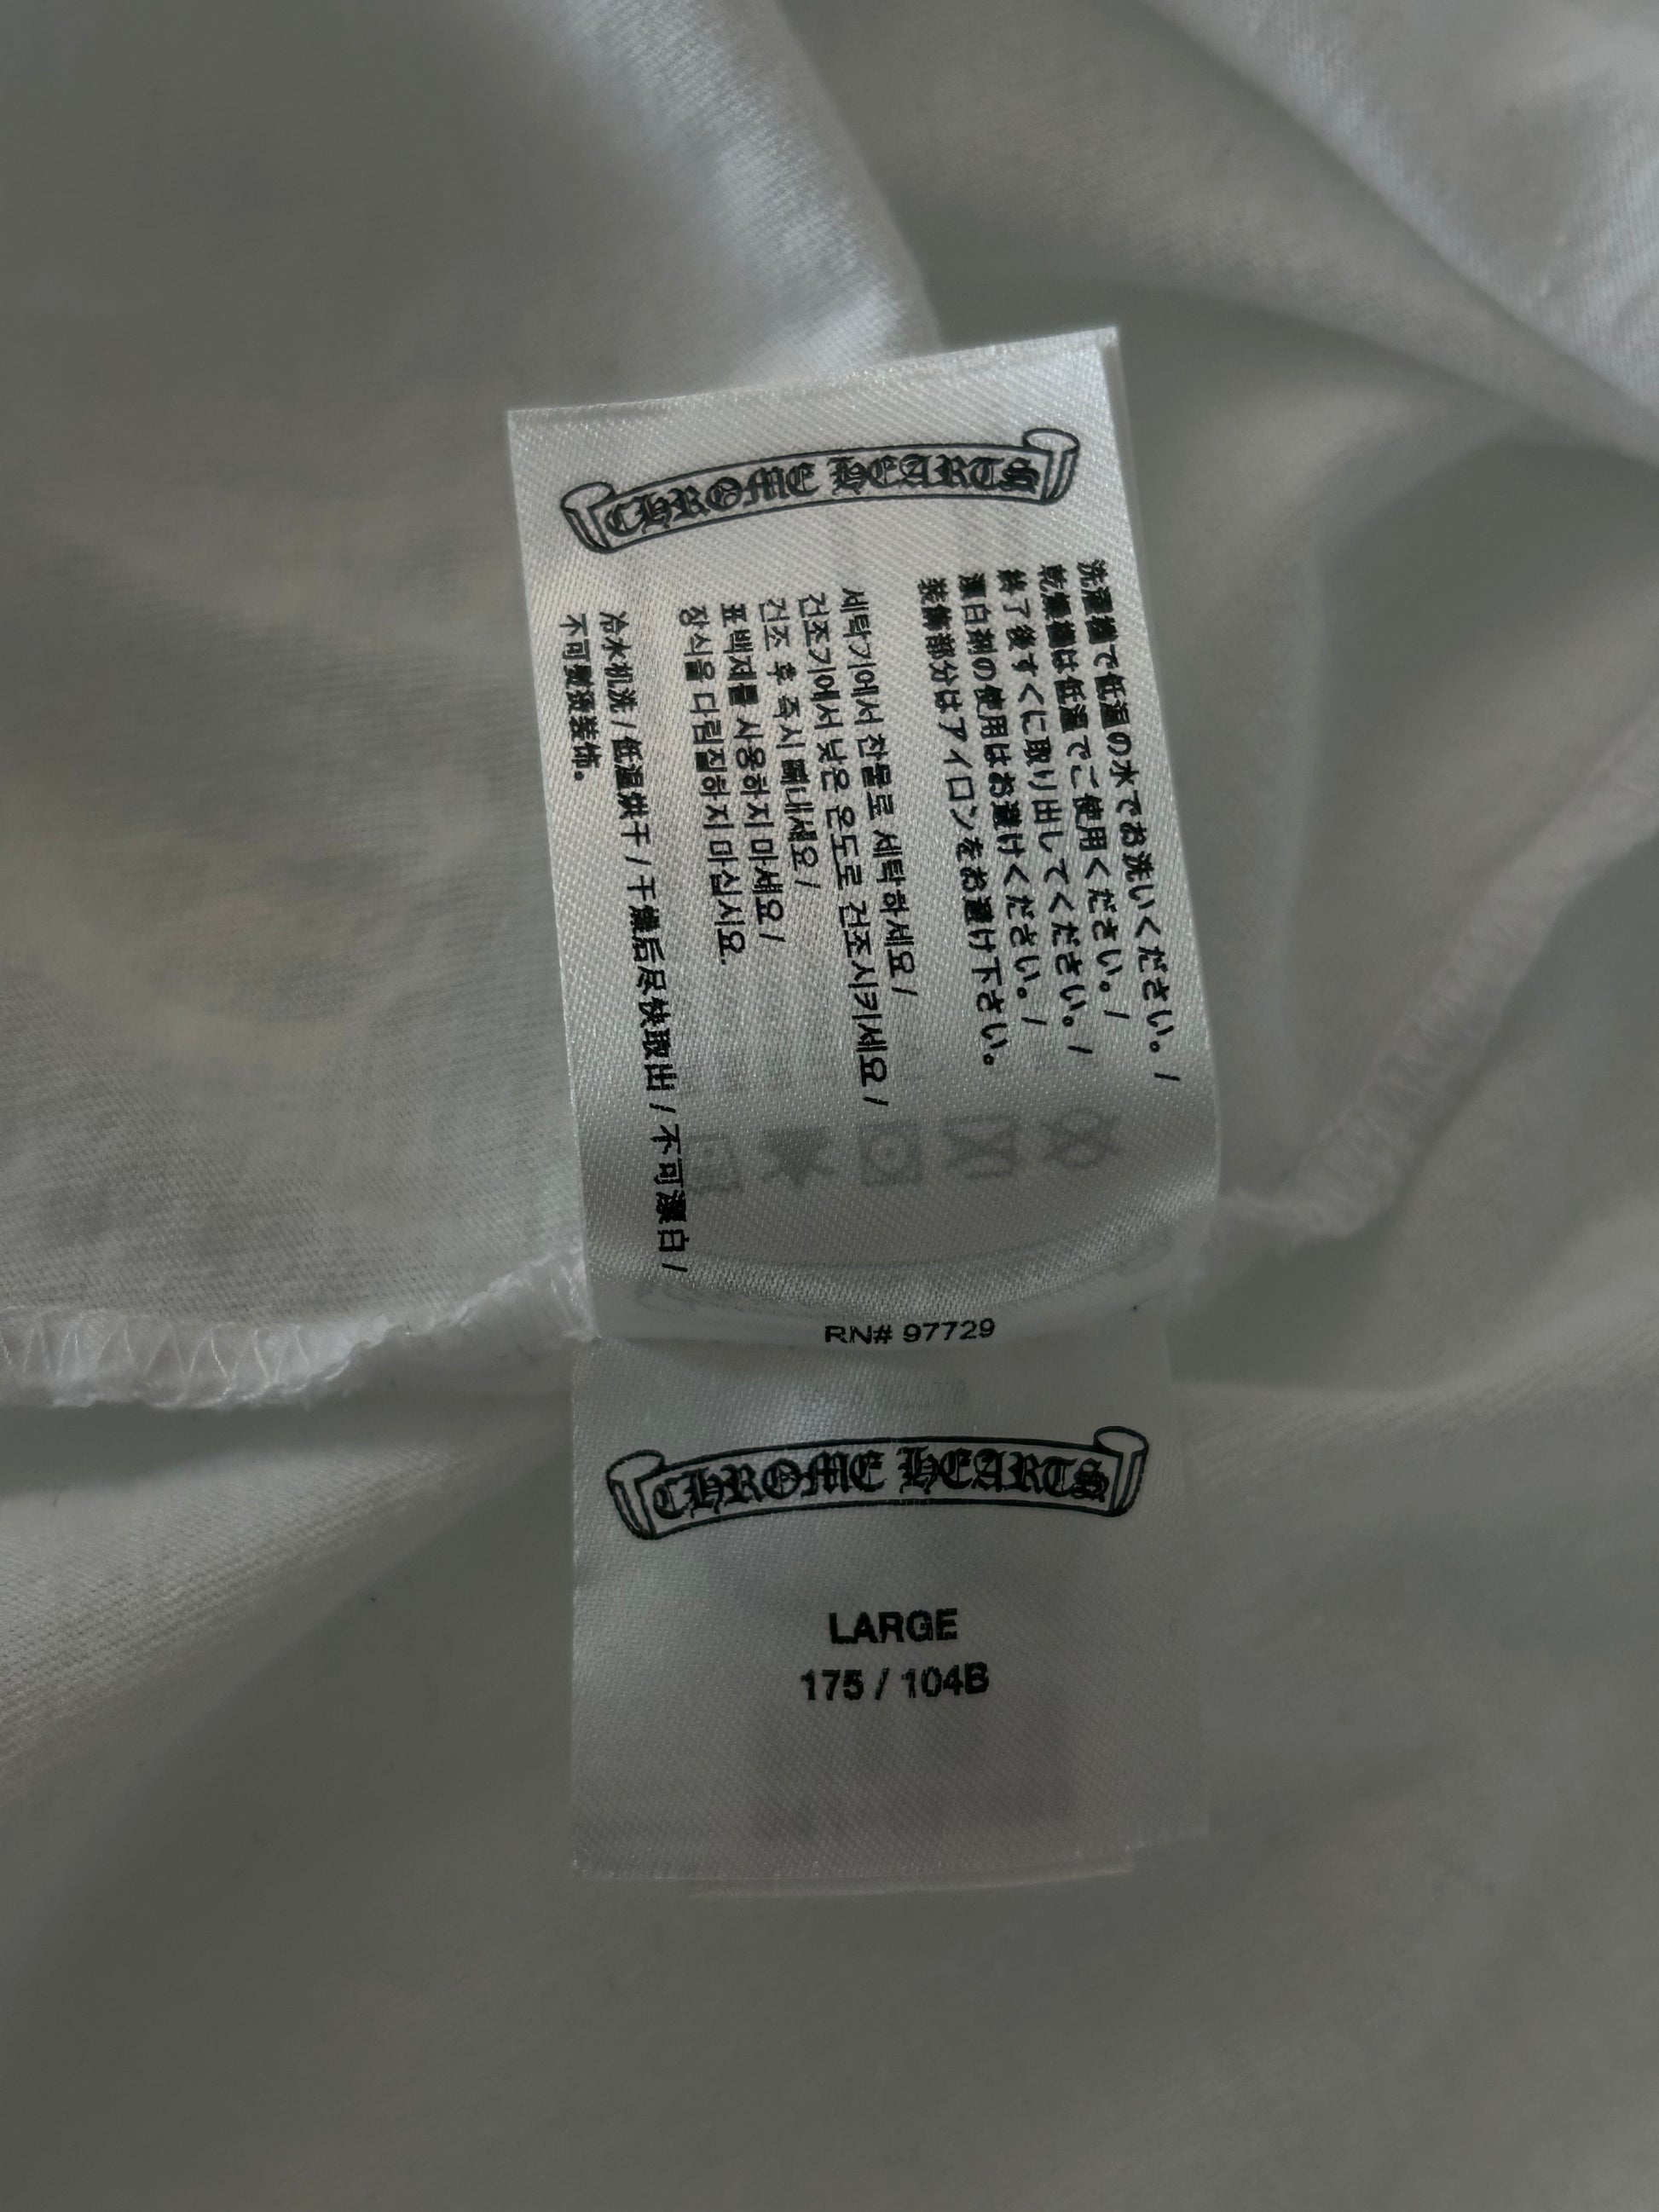 CHROME HEARTS
洗濯機で低温の水でお洗いください。/
乾燥機は低温でご使用ください。/
終了後すぐに取り出してください。/
漂白剤の使用はお避けください。/
装飾部分はアイロンをお避け下さい。
세탁기에서 찬물로 세탁하세요 /
건조기에서 낮은 온도로 건조시키세요 /
건조 후 즉시 빼내세요 /
표백제를 사용하지 마세요 /
장식을 다림질하지 마십시요.
冷水机洗 / 低温烘干 / 干燥后尽快取出 / 不可漂白 /
不可熨烫装饰。
RN# 97729
CHROME HEARTS
LARGE
175 / 104B